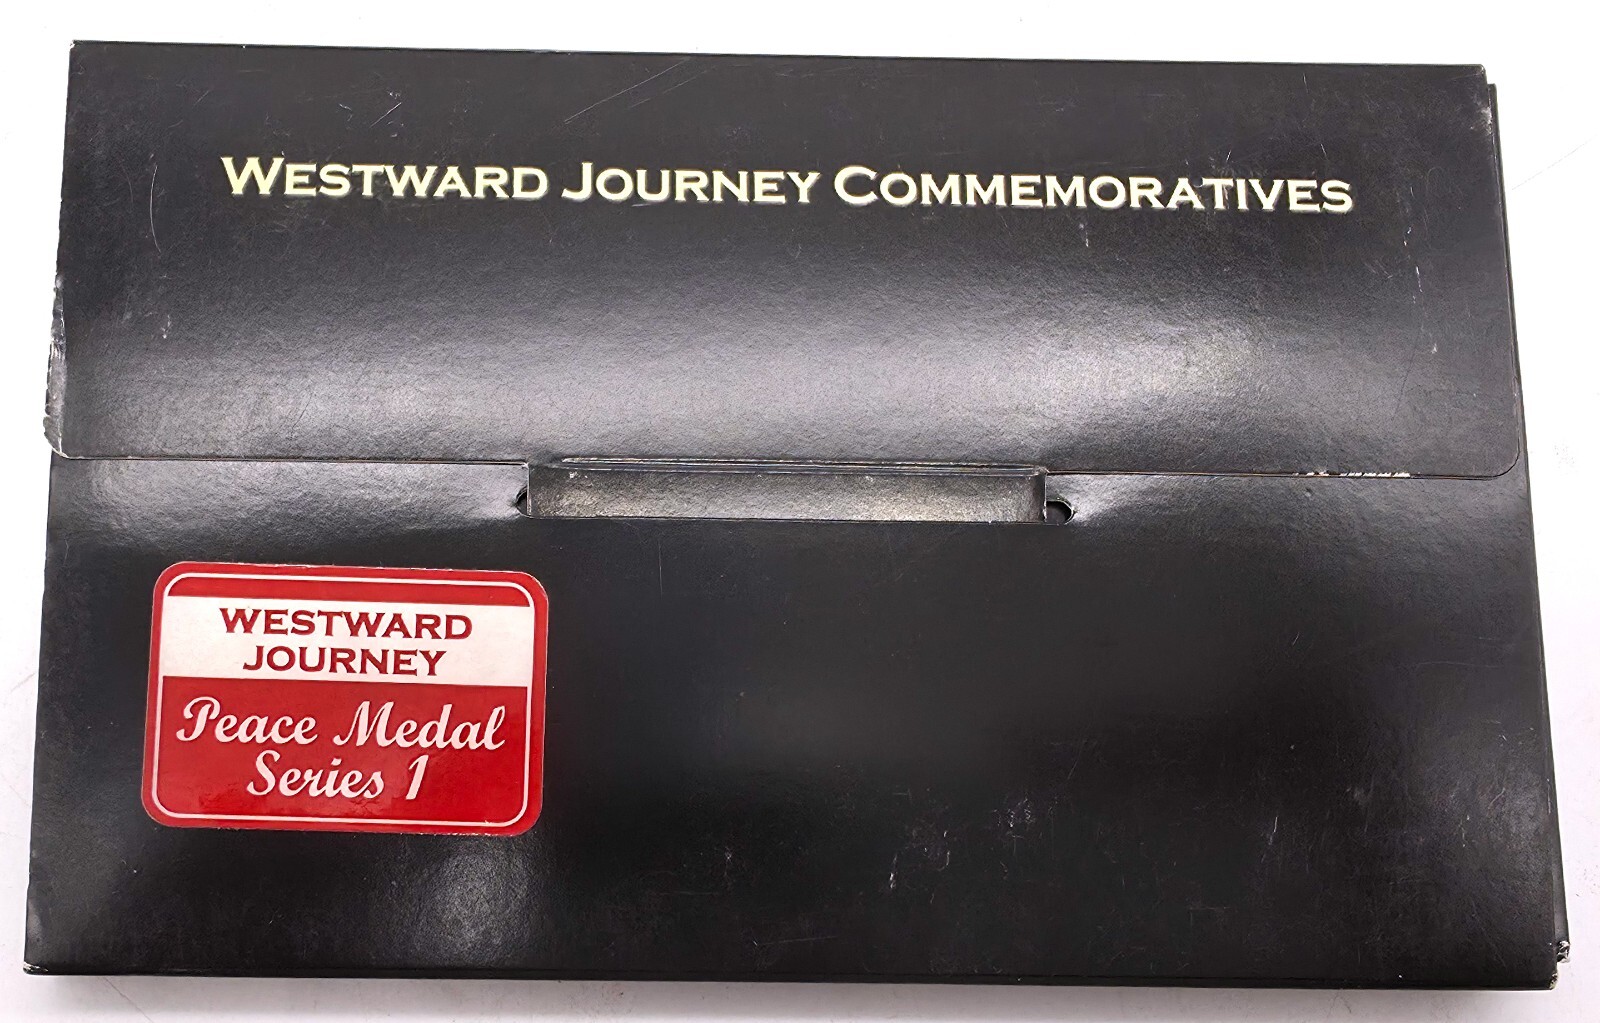 WESTWARD JOURNEY COMMEMORATIVES
WESTWARD
JOURNEY
Peace Medal
Series 1